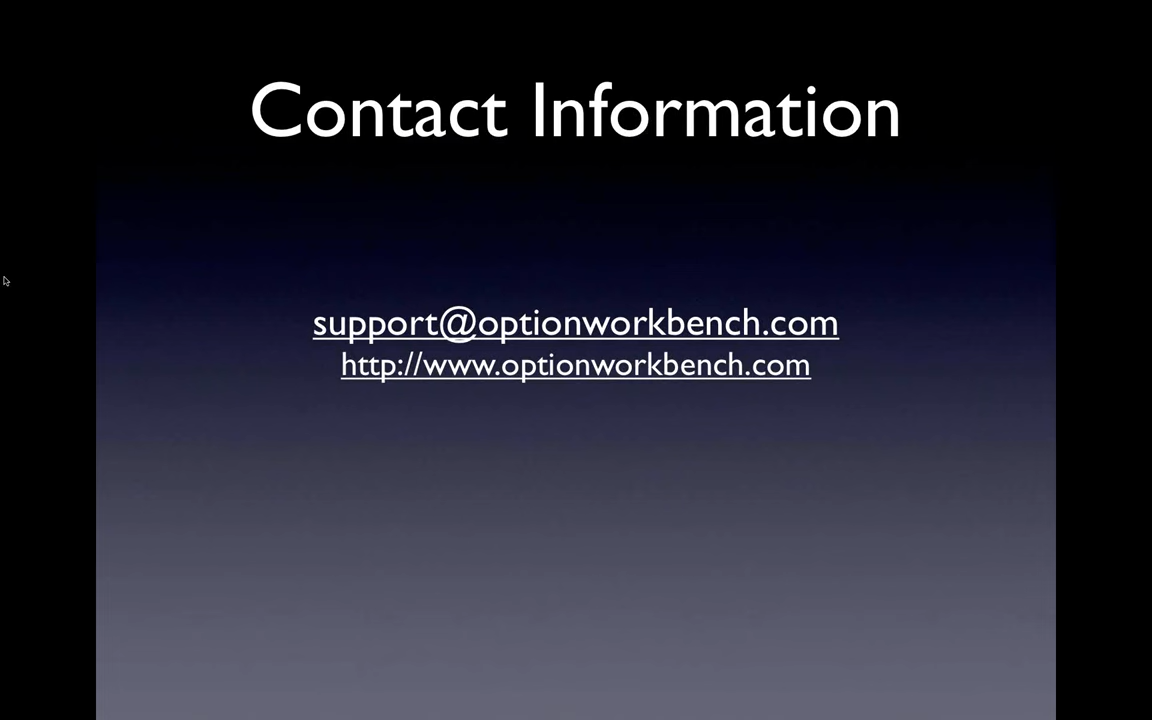 Contact Information
support@optionworkbench.com
http://www.optionworkbench.com